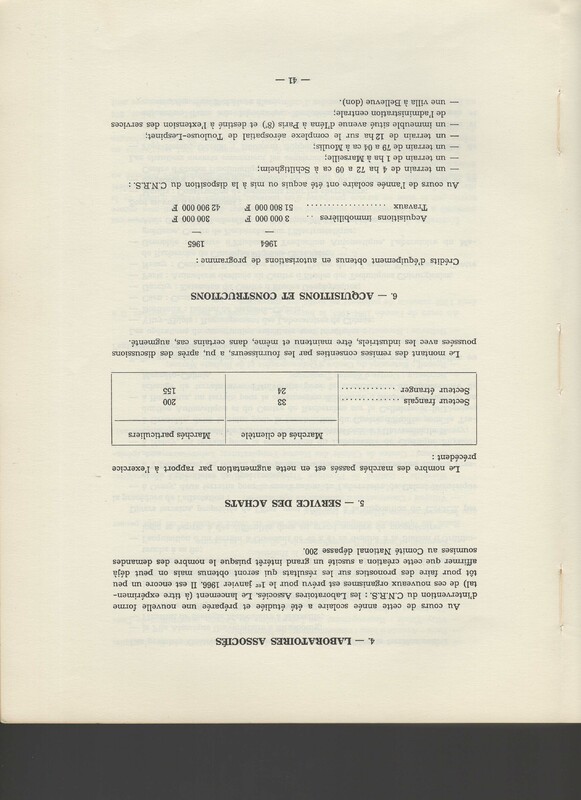 4. — LABORATOIRES ASSOCIÉS
Au cours de cette année scolaire a été étudiée et préparée une nouvelle forme
d'intervention du C.N.R.S. : les Laboratoires Associés. Le lancement (à titre expérimen-
tal) de ces nouveaux organismes est prévu pour le 1er janvier 1966. Il est encore un peu
tôt pour faire des pronostics sur les résultats qui seront obtenus mais on peut déjà
affirmer que cette création a suscité un grand intérêt puisque le nombre des demandes
soumises au Comité National dépasse 200.
5. — SERVICE DES ACHATS
Le nombre des marchés passés est en nette augmentation par rapport à l'exercice
précédent :
Marchés de clientèle Marchés particuliers
Secteur français .............. 33 200
Secteur étranger ............. 24 155
Le montant des remises consenties par les fournisseurs, a pu, après des discussions
poussées avec les industriels, être maintenu et même, dans certains cas, augmenté.
6. — ACQUISITIONS ET CONSTRUCTIONS
Crédits d'équipement obtenus en autorisations de programme :
1964 1965
— —
Acquisitions immobilières .. 3 000 000 F 300 000 F
Travaux .................. 51 800 000 F 42 900 000 F
Au cours de l'année scolaire ont été acquis ou mis à la disposition du C.N.R.S. :
— un terrain de 4 ha 72 a 09 ca à Schiltigheim;
— un terrain de 1 ha à Marseille;
— un terrain de 79 a 04 ca à Moulis;
— un terrain de 12 ha sur le complexe aérospatial de Toulouse-Lespinet;
— un immeuble situé avenue d'Iéna à Paris (8e) et destiné à l'extension des services
de l'administration centrale;
— une villa à Bellevue (don).
— 41 —